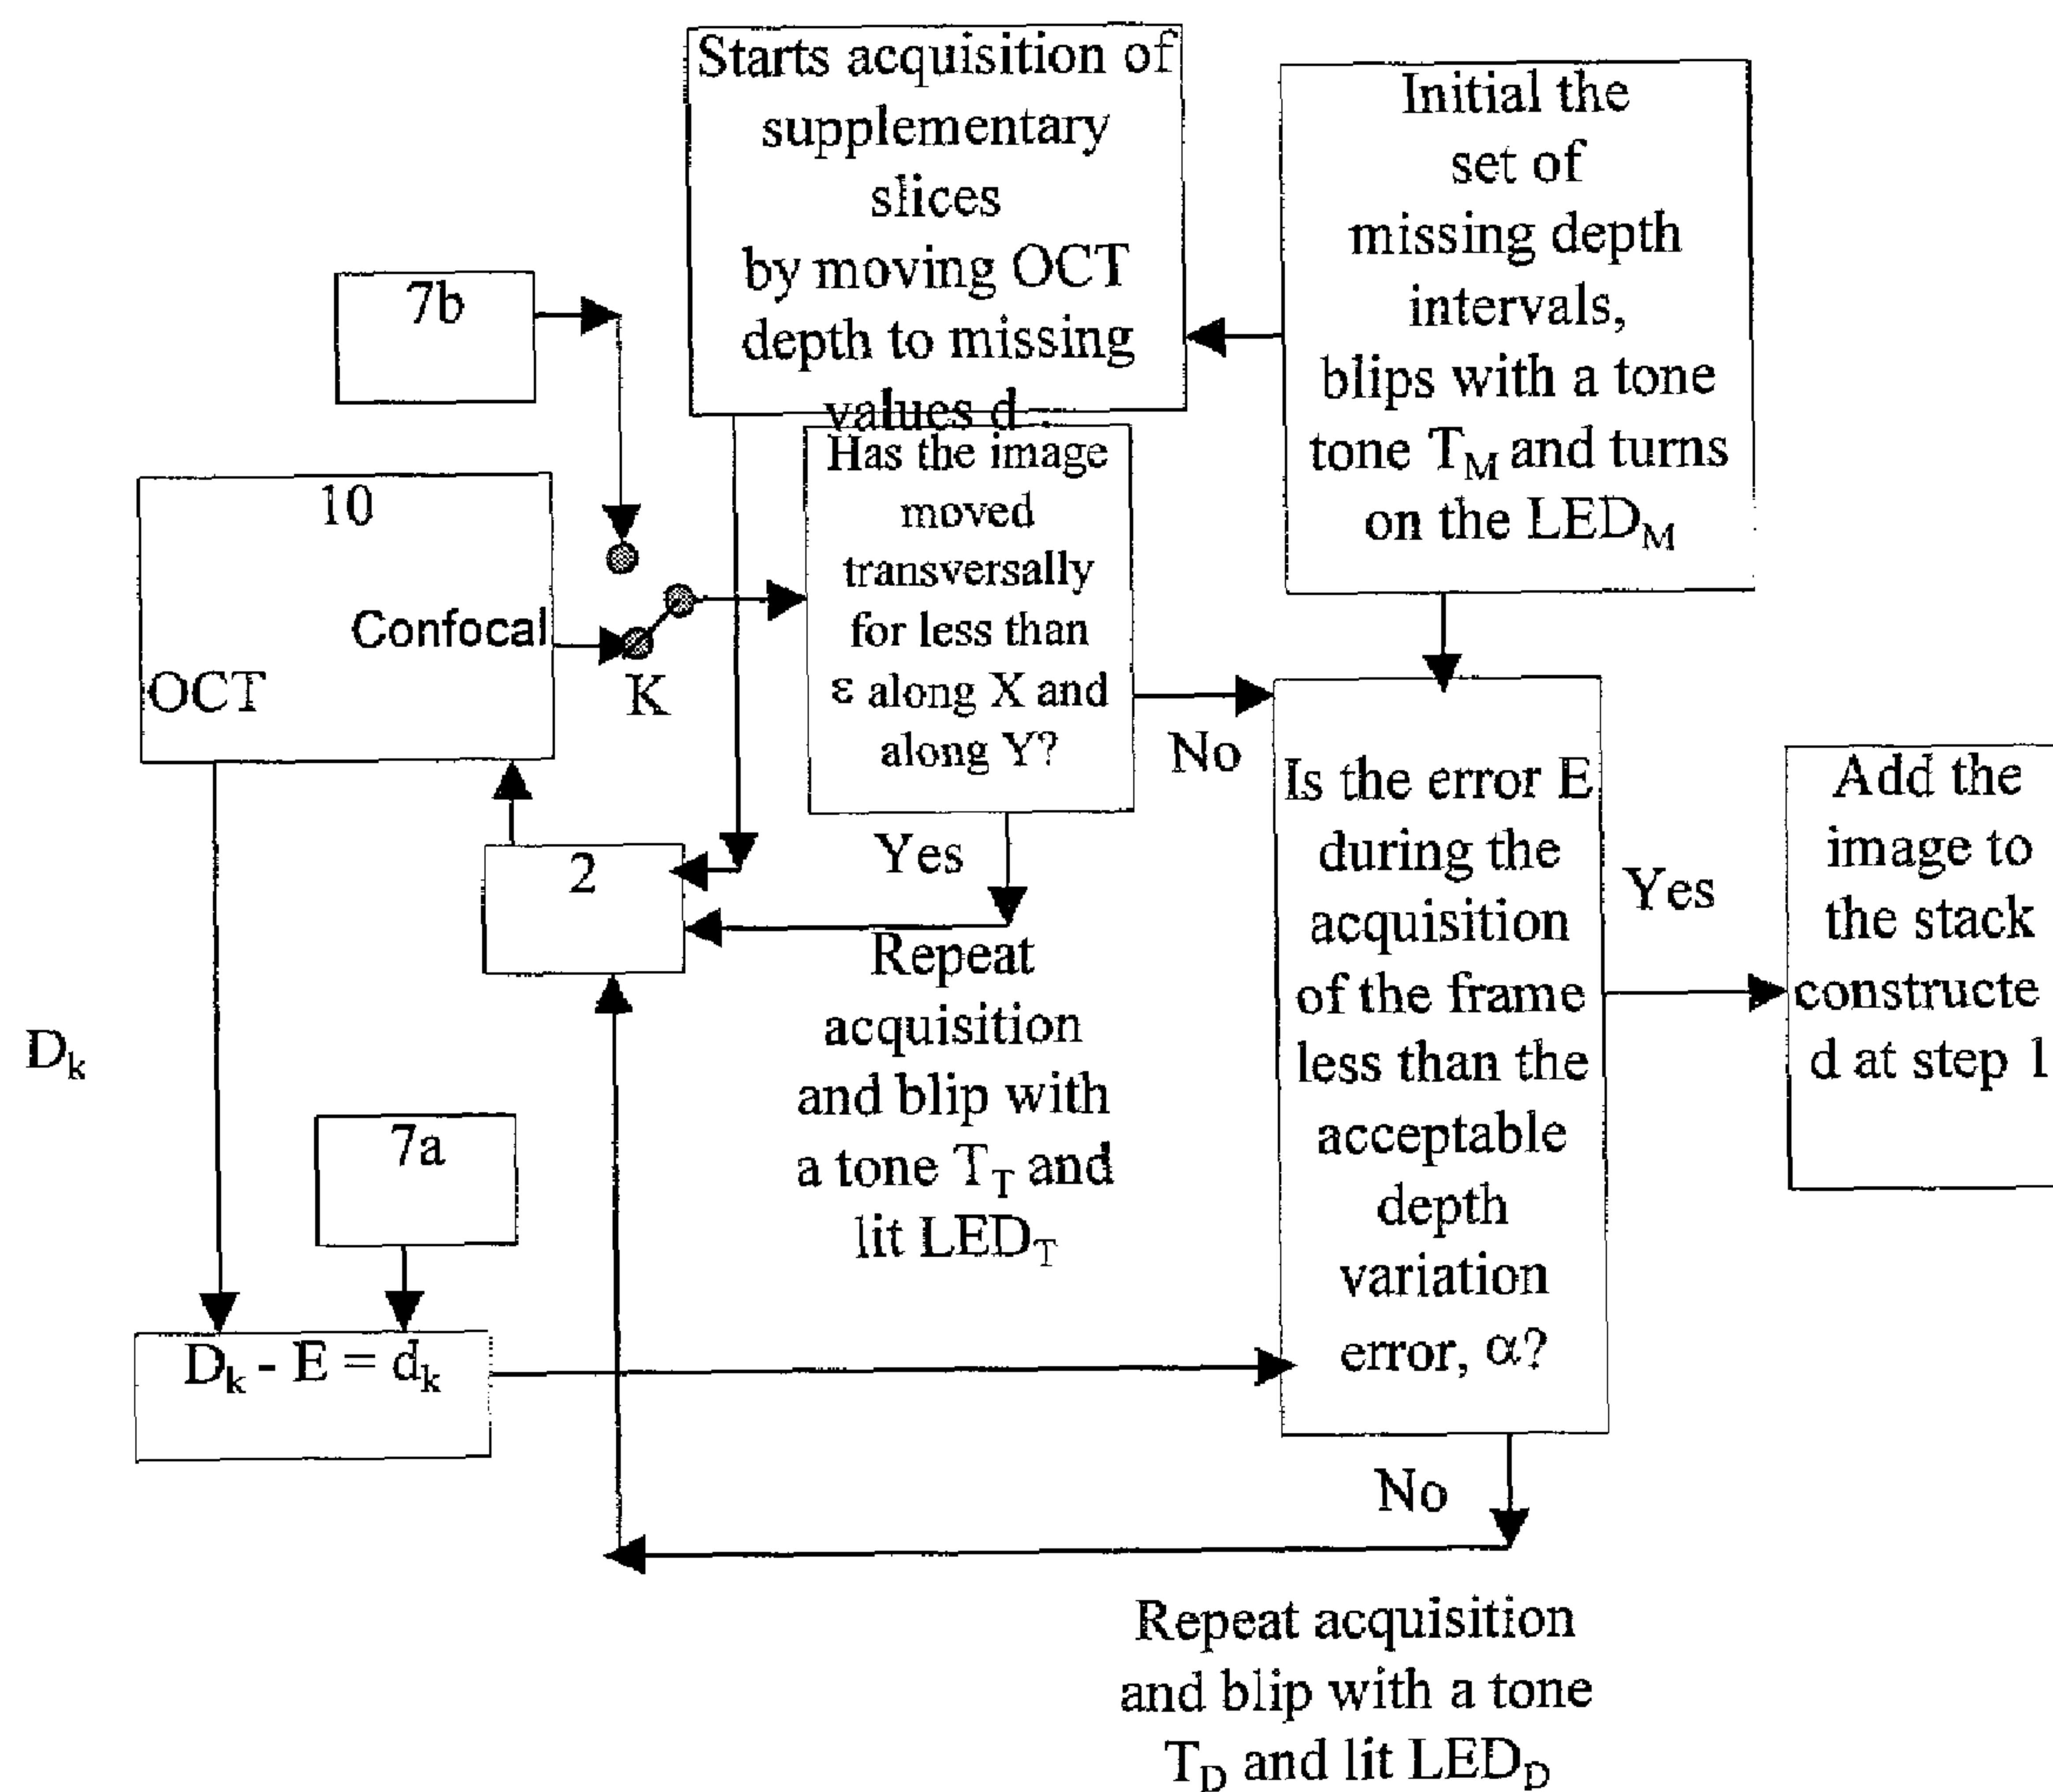 Starts acquisition of
supplementary
slices
by moving OCT
depth to missing
values d
Initial the
set of
missing depth
intervals,
blips with a tone
tone T_M and turns
on the LED_M
7b
10
Confocal
OCT
K
Has the image
moved
transversally
for less than
ε along X and
along Y?
No
Yes
2
Repeat
acquisition
and blip with
a tone T_T and
lit LED_T
Is the error E
during the
acquisition
of the frame
less than the
acceptable
depth
variation
error, α?
Yes
Add the
image to
the stack
constructe
d at step 1
D_k
7a
D_k - E = d_k
No
Repeat acquisition
and blip with a tone
T_D and lit LED_D